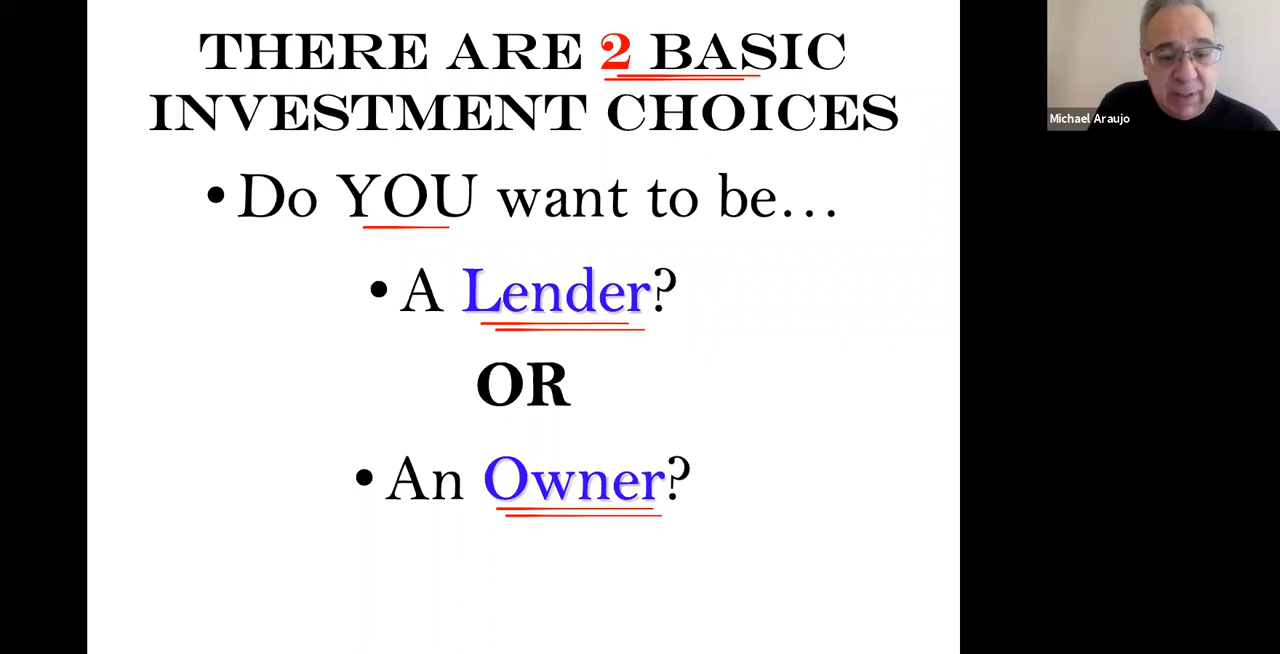 THERE ARE 2 BASIC
INVESTMENT CHOICES
• Do YOU want to be…
• A Lender?
OR
• An Owner?
Michael Araujo